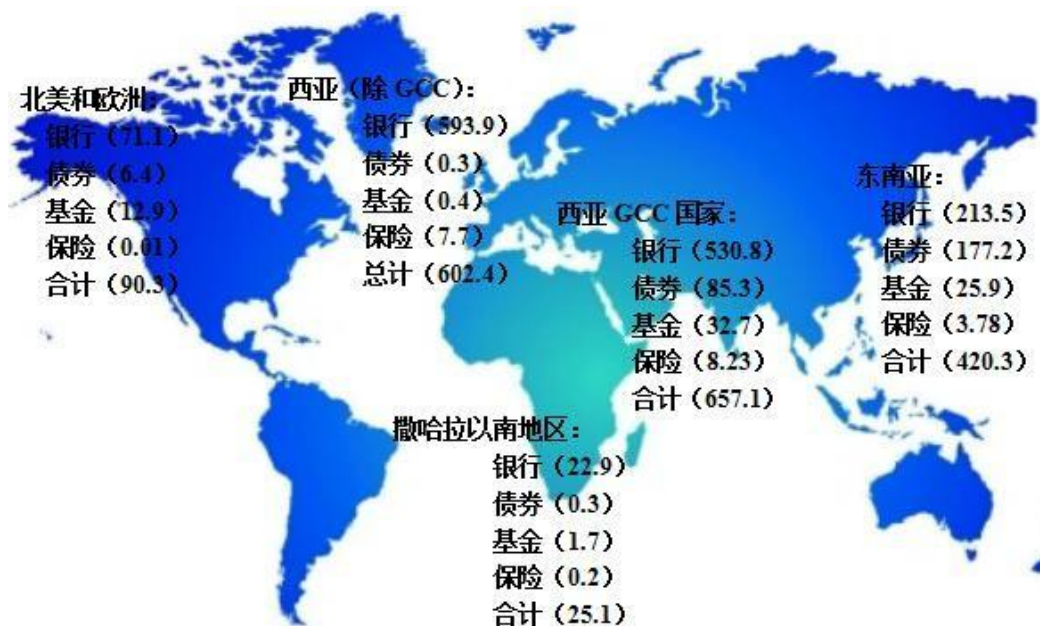 北美和欧洲：
银行（71.1）
债券（6.4）
基金（12.9）
保险（0.01）
合计（90.3）
西亚（除 GCC）：
银行（593.9）
债券（0.3）
基金（0.4）
保险（7.7）
总计（602.4）
西亚 GCC 国家：
银行（530.8）
债券（85.3）
基金（32.7）
保险（8.23）
合计（657.1）
东南亚：
银行（213.5）
债券（177.2）
基金（25.9）
保险（3.78）
合计（420.3）
撒哈拉以南地区：
银行（22.9）
债券（0.3）
基金（1.7）
保险（0.2）
合计（25.1）